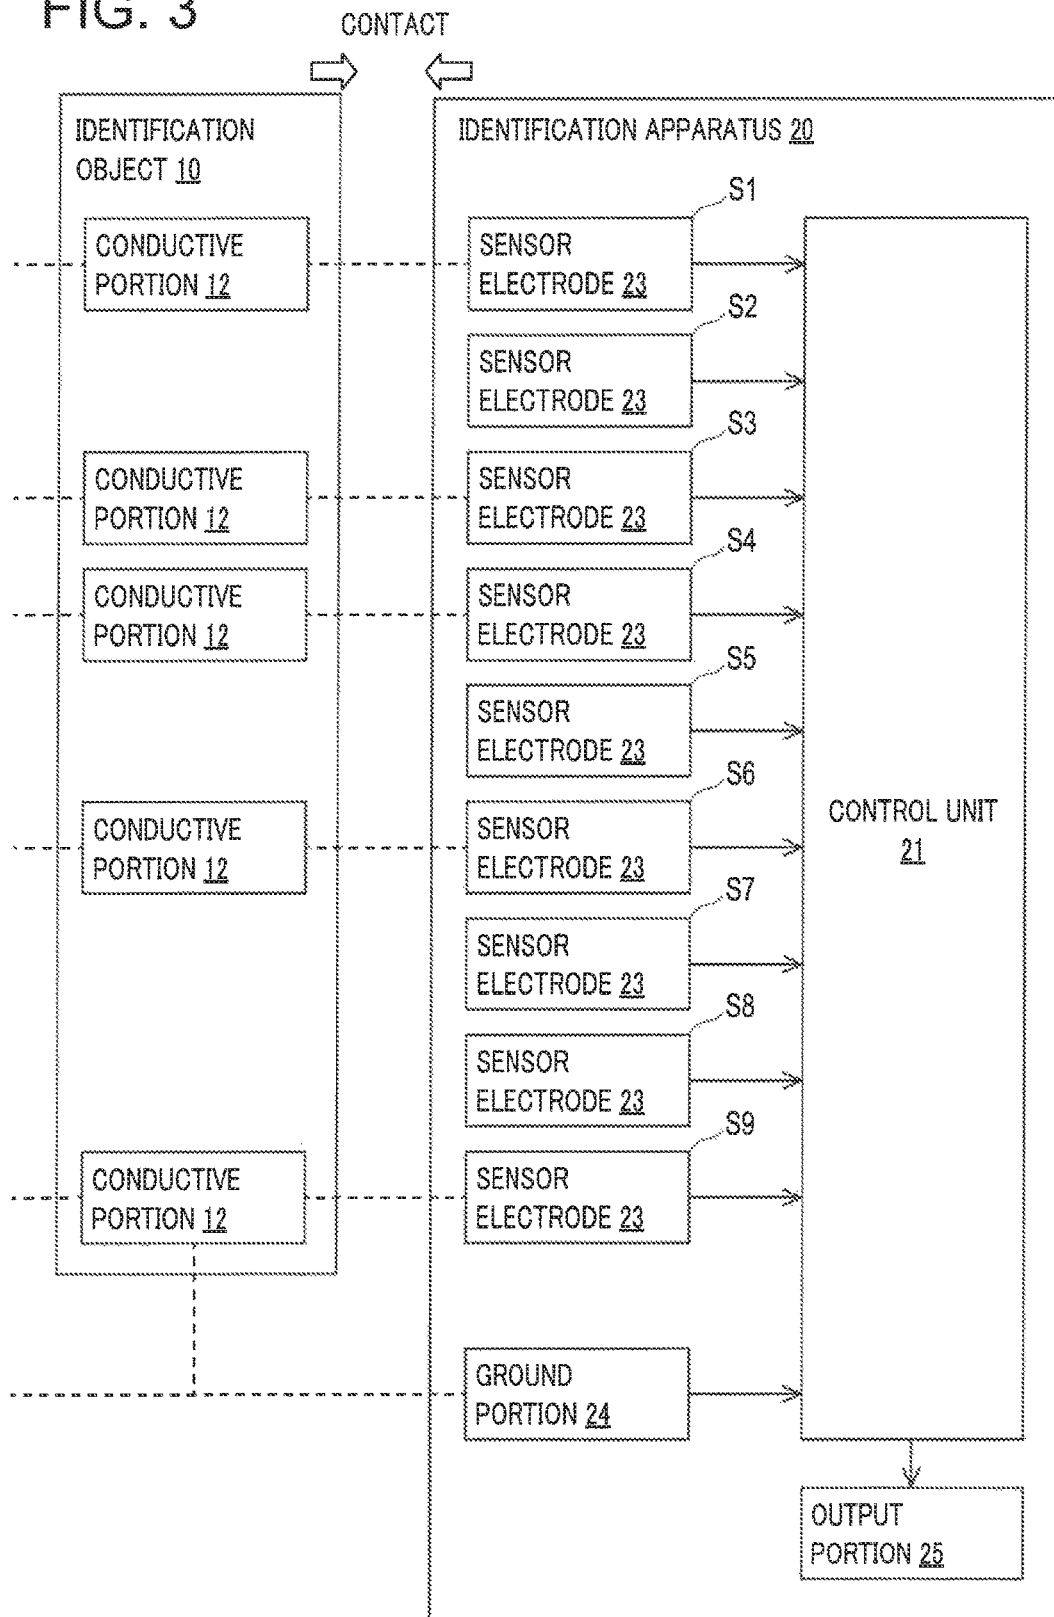 FIG. 3
CONTACT
IDENTIFICATION
OBJECT 10
IDENTIFICATION APPARATUS 20
CONDUCTIVE
PORTION 12
CONDUCTIVE
PORTION 12
CONDUCTIVE
PORTION 12
CONDUCTIVE
PORTION 12
CONDUCTIVE
PORTION 12
S1
SENSOR
ELECTRODE 23
S2
SENSOR
ELECTRODE 23
S3
SENSOR
ELECTRODE 23
S4
SENSOR
ELECTRODE 23
S5
SENSOR
ELECTRODE 23
S6
SENSOR
ELECTRODE 23
S7
SENSOR
ELECTRODE 23
S8
SENSOR
ELECTRODE 23
S9
SENSOR
ELECTRODE 23
GROUND
PORTION 24
CONTROL UNIT
21
OUTPUT
PORTION 25